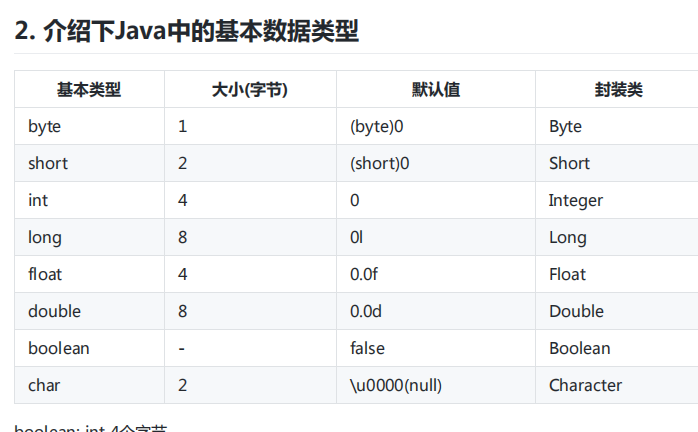 2. 介绍下Java中的基本数据类型
基本类型 大小(字节) 默认值 封装类
byte 1 (byte)0 Byte
short 2 (short)0 Short
int 4 0 Integer
long 8 0l Long
float 4 0.0f Float
double 8 0.0d Double
boolean - false Boolean
char 2 \u0000(null) Character
boolean: int 4个字节